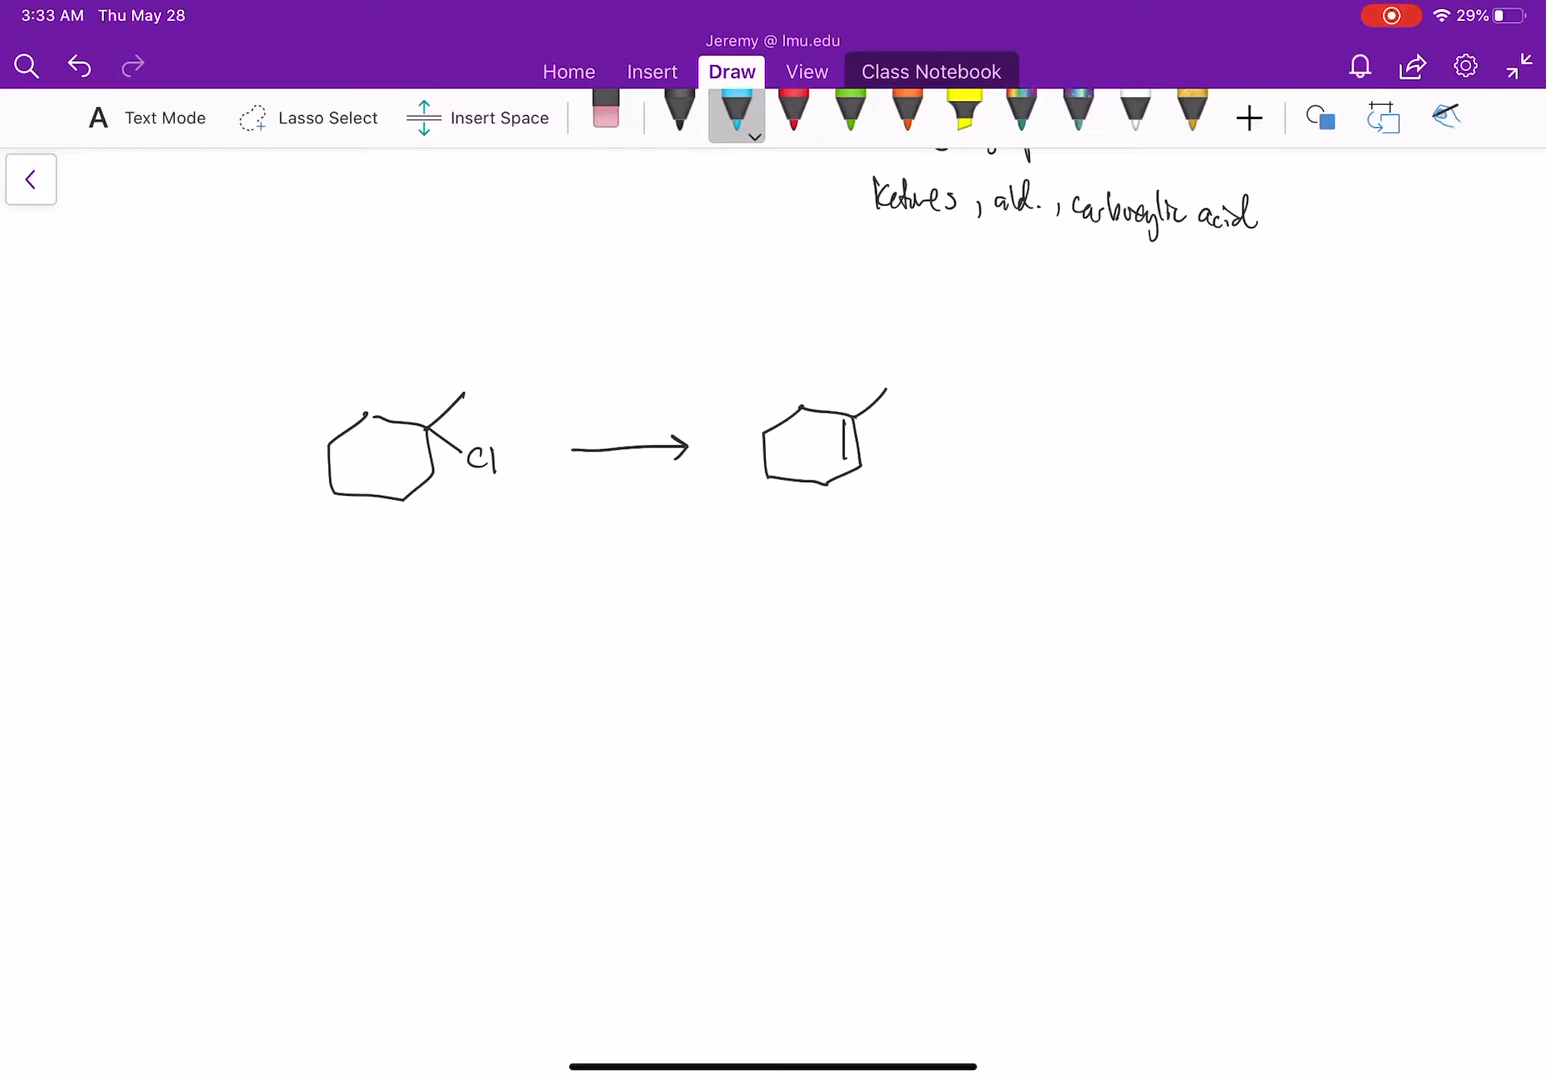 3:33 AM Thu May 28
29%
Jeremy @ lmu.edu
Home Insert Draw View Class Notebook
A Text Mode Lasso Select Insert Space
ketones, ald., carboxylic acid
Cl